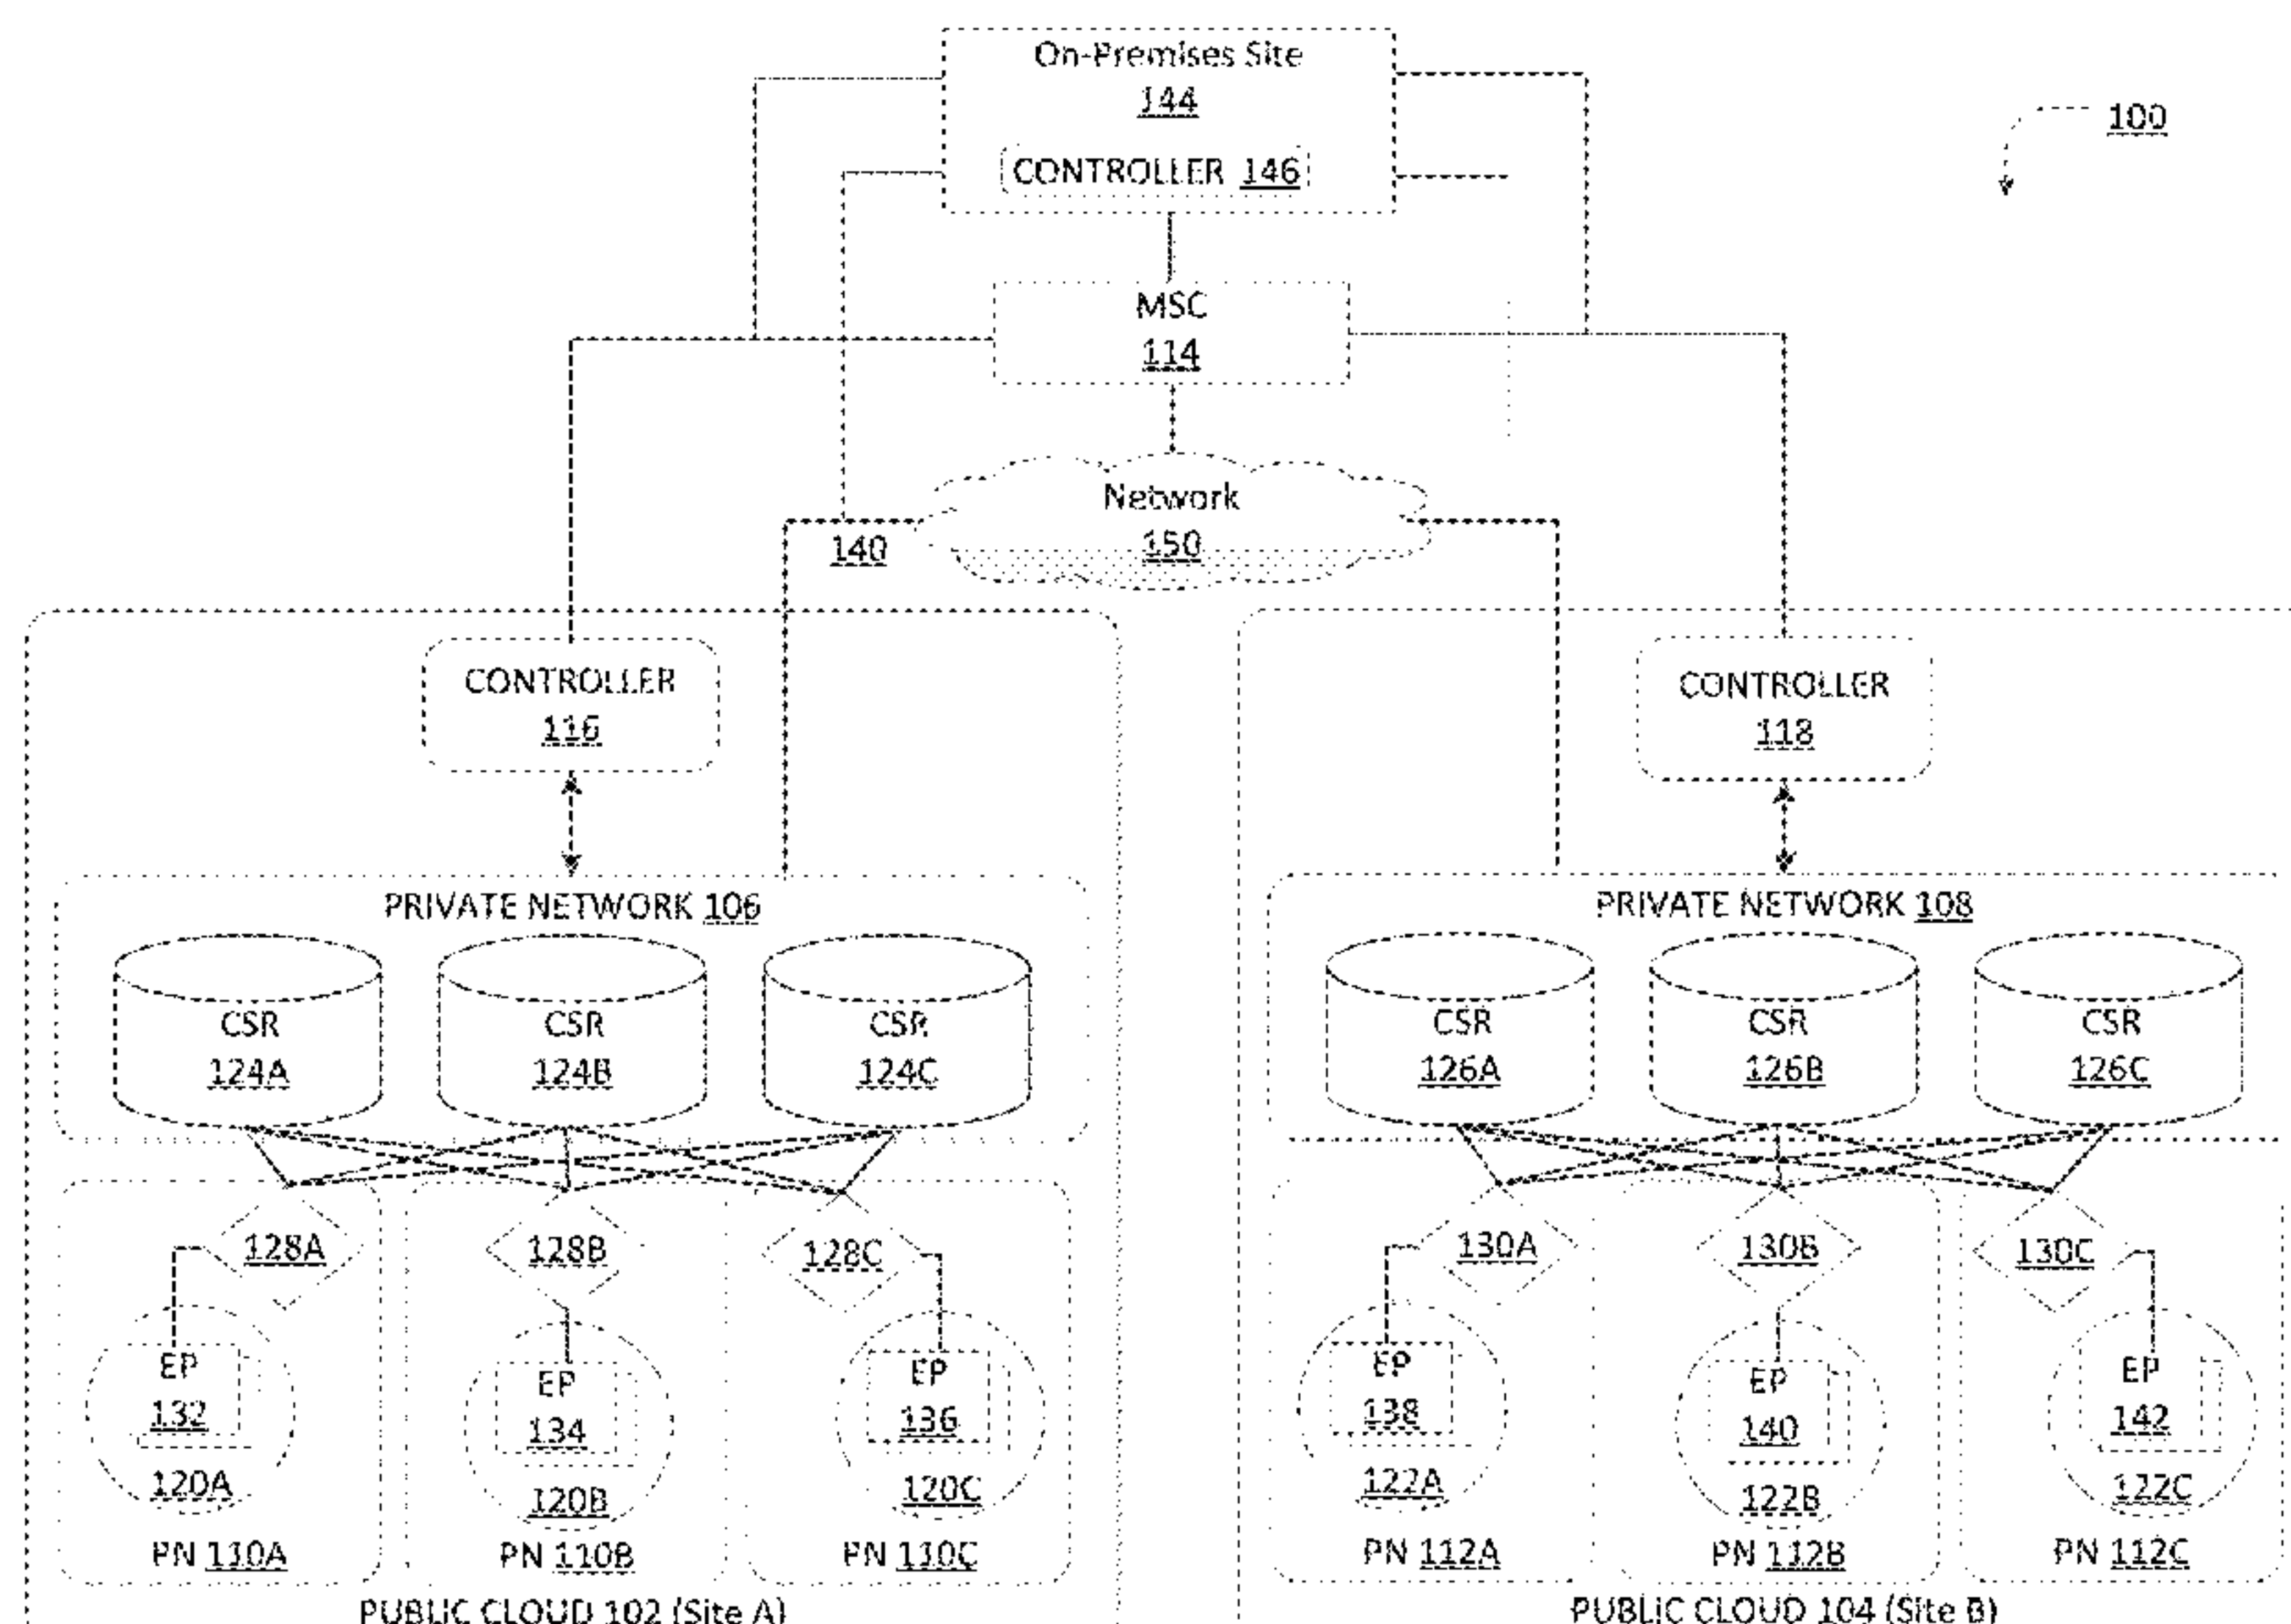 On-Premises Site
144
CONTROLLER 146
100
MSC
114
Network
150
140
CONTROLLER
116
CONTROLLER
118
PRIVATE NETWORK 106
PRIVATE NETWORK 108
CSR
124A
CSR
124B
CSR
124C
CSR
126A
CSR
126B
CSR
126C
128A
128B
128C
130A
130B
130C
EP
132
120A
EP
134
120B
EP
136
120C
EP
138
122A
EP
140
122B
EP
142
122C
PN 110A
PN 110B
PN 110C
PN 112A
PN 112B
PN 112C
PUBLIC CLOUD 102 (Site A)
PUBLIC CLOUD 104 (Site B)